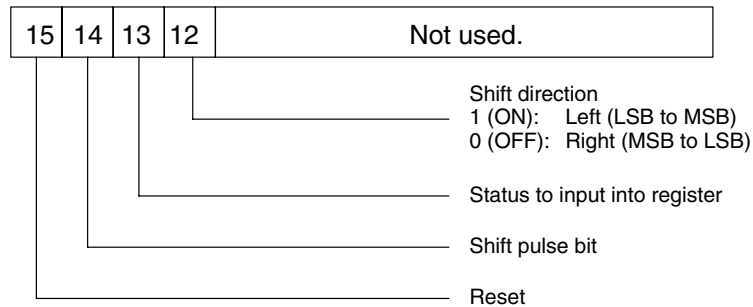 15 14 13 12 Not used.
Shift direction
1 (ON): Left (LSB to MSB)
0 (OFF): Right (MSB to LSB)
Status to input into register
Shift pulse bit
Reset